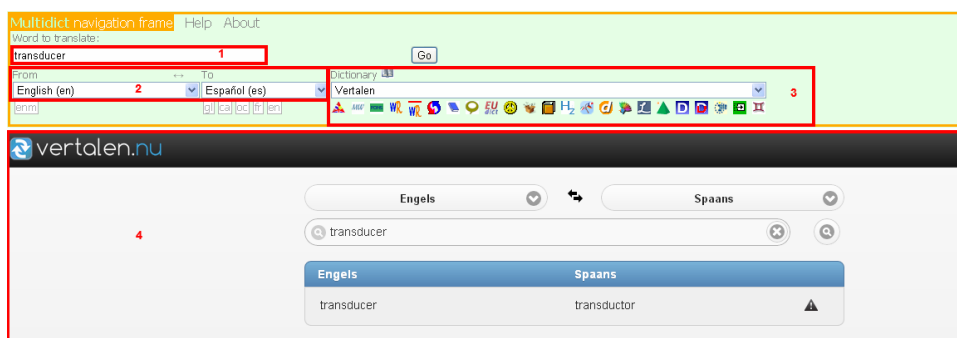 Multidict navigation frame Help About
Word to translate:
transducer 1 Go
From ↔ To Dictionary
English (en) 2 Español (es) Vertalen 3
enm gl ca oc fr en
vertalen.nu
Engels Spaans
4 transducer
Engels Spaans
transducer transductor